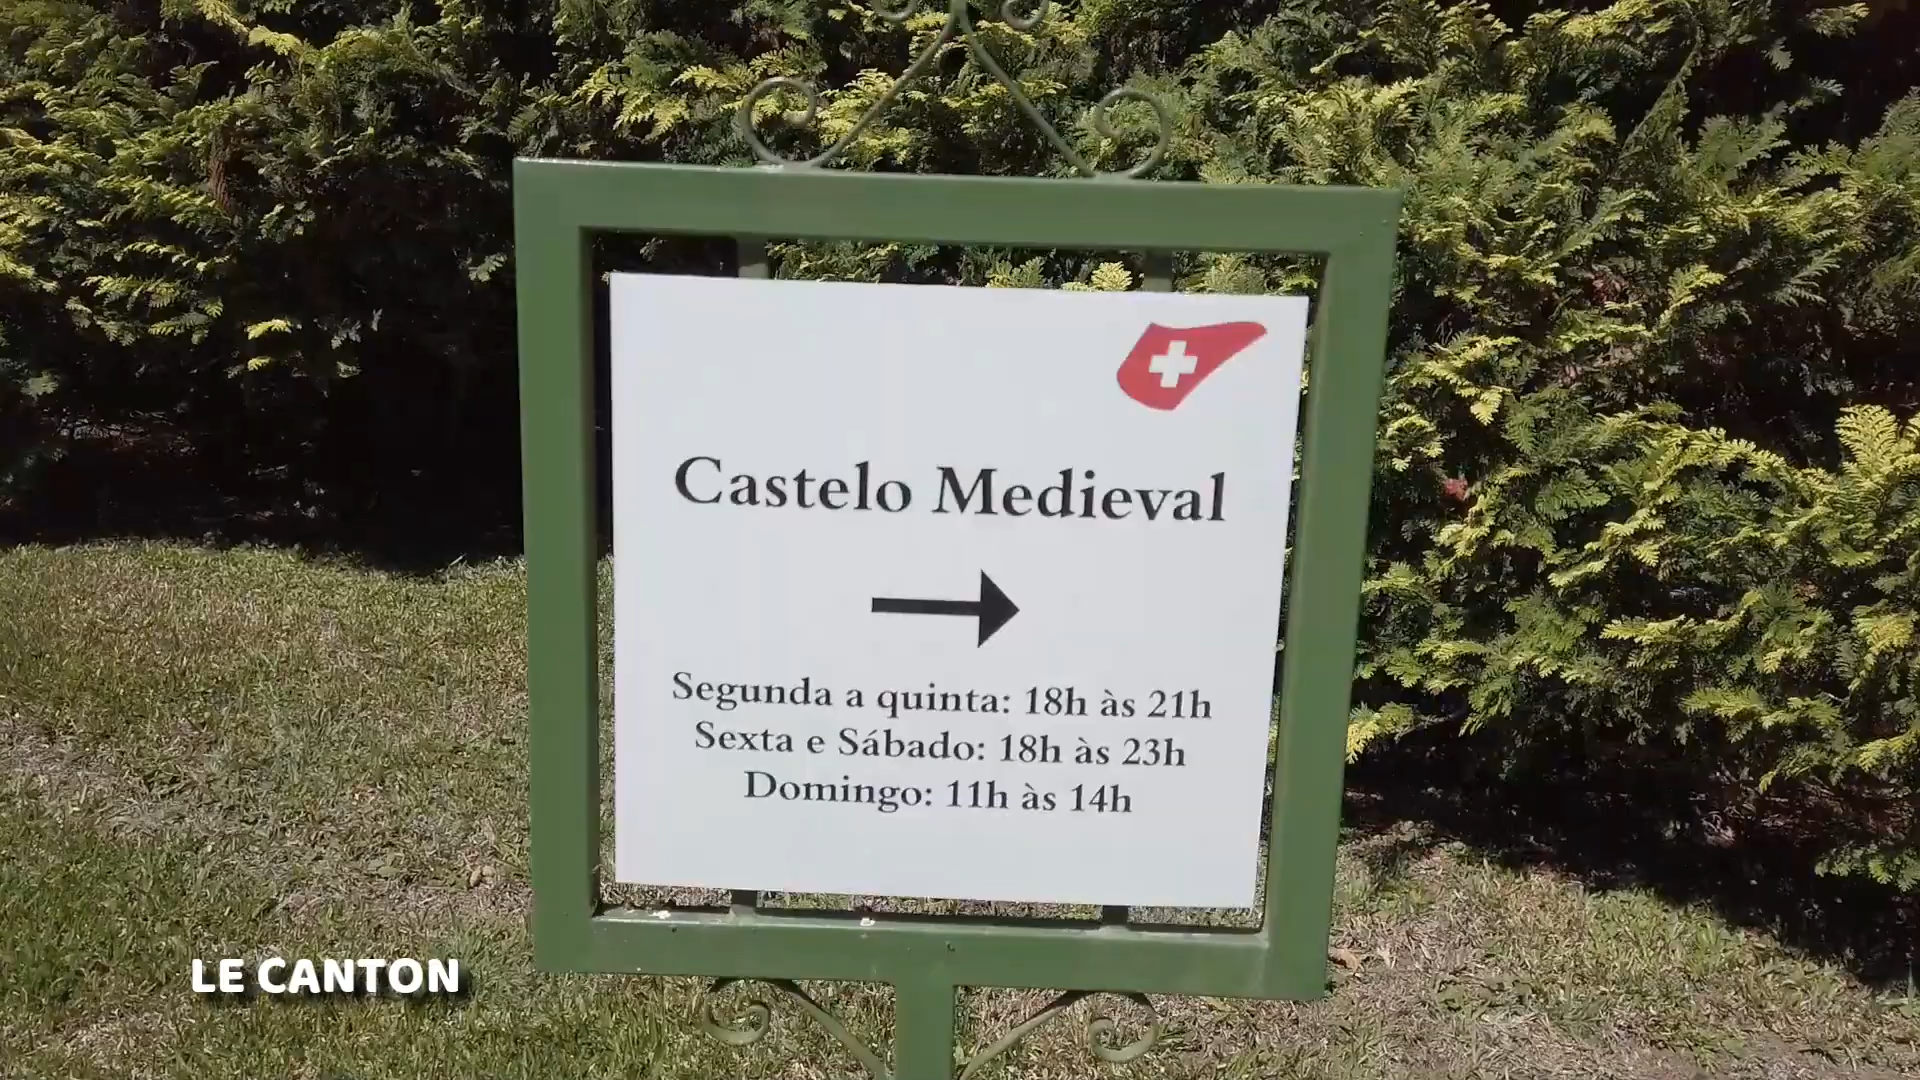 Castelo Medieval
Segunda a quinta: 18h às 21h
Sexta e Sábado: 18h às 23h
Domingo: 11h às 14h
LE CANTON